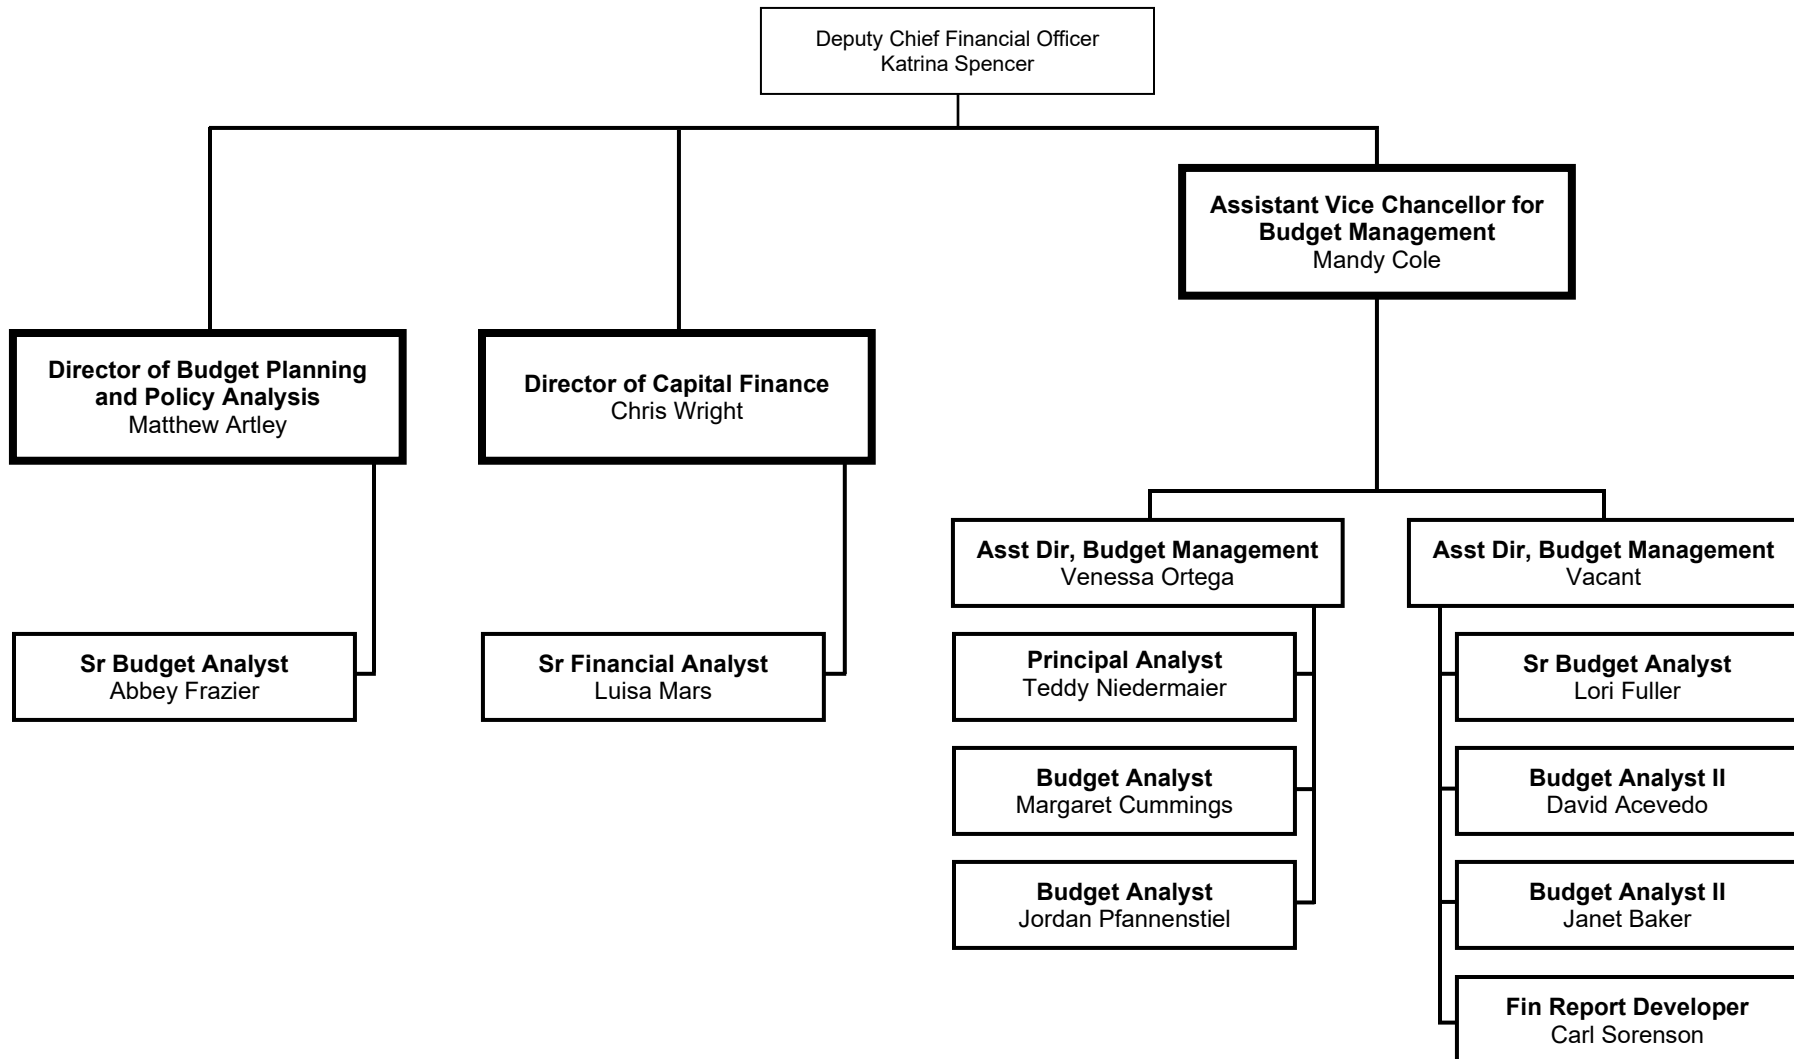 Deputy Chief Financial Officer
Katrina Spencer
Assistant Vice Chancellor for
Budget Management
Mandy Cole
Director of Budget Planning
and Policy Analysis
Matthew Artley
Director of Capital Finance
Chris Wright
Asst Dir, Budget Management
Venessa Ortega
Asst Dir, Budget Management
Vacant
Sr Budget Analyst
Abbey Frazier
Sr Financial Analyst
Luisa Mars
Principal Analyst
Teddy Niedermaier
Sr Budget Analyst
Lori Fuller
Budget Analyst
Margaret Cummings
Budget Analyst II
David Acevedo
Budget Analyst
Jordan Pfannenstiel
Budget Analyst II
Janet Baker
Fin Report Developer
Carl Sorenson